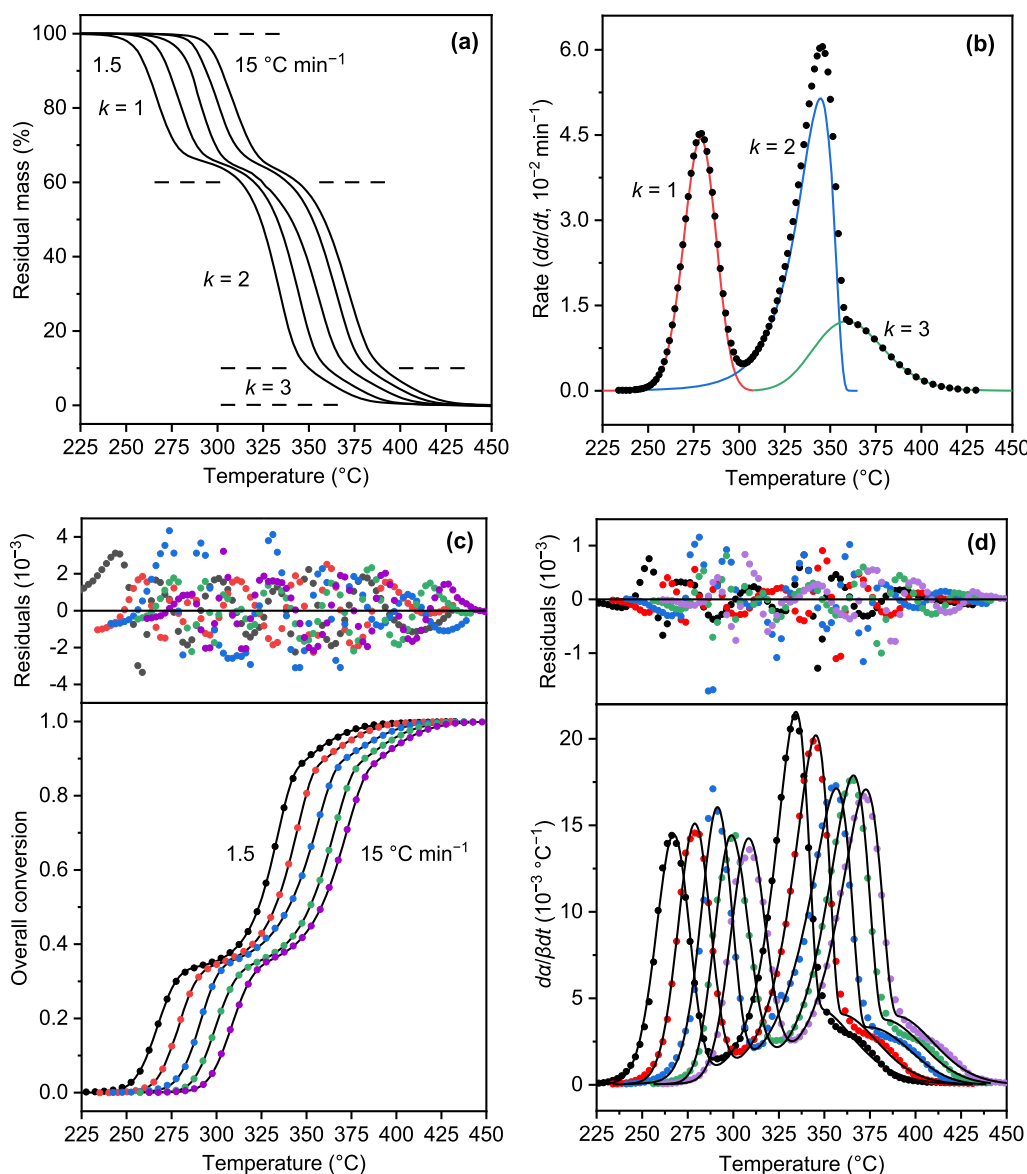 (a)
Residual mass (%)
100
80
60
40
20
0
1.5
15 °C min⁻¹
k = 1
k = 2
k = 3
225 250 275 300 325 350 375 400 425 450
Temperature (°C)
(b)
Rate (dα/dt, 10⁻² min⁻¹)
6.0
4.5
3.0
1.5
0.0
k = 1
k = 2
k = 3
225 250 275 300 325 350 375 400 425 450
Temperature (°C)
(c)
Residuals (10⁻³)
4
2
0
-2
-4
Overall conversion
1.0
0.8
0.6
0.4
0.2
0.0
1.5
15 °C min⁻¹
225 250 275 300 325 350 375 400 425 450
Temperature (°C)
(d)
Residuals (10⁻³)
1
0
-1
dα/βdt (10⁻³ °C⁻¹)
20
15
10
5
0
225 250 275 300 325 350 375 400 425 450
Temperature (°C)